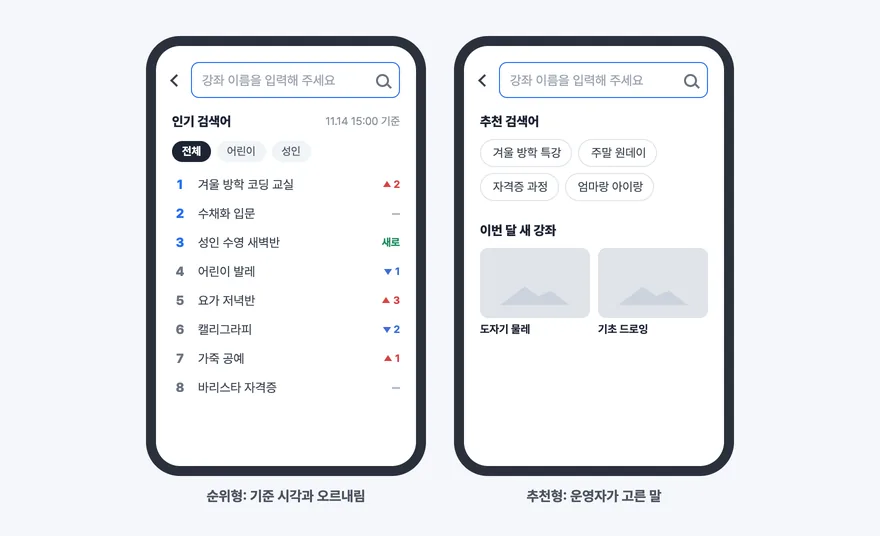 강좌 이름을 입력해 주세요
인기 검색어 11.14 15:00 기준
전체 어린이 성인
1 겨울 방학 코딩 교실 ▲ 2
2 수채화 입문 –
3 성인 수영 새벽반 새로
4 어린이 발레 ▼ 1
5 요가 저녁반 ▲ 3
6 캘리그라피 ▼ 2
7 가죽 공예 ▲ 1
8 바리스타 자격증 –
순위형: 기준 시각과 오르내림
강좌 이름을 입력해 주세요
추천 검색어
겨울 방학 특강 주말 원데이
자격증 과정 엄마랑 아이랑
이번 달 새 강좌
도자기 물레 기초 드로잉
추천형: 운영자가 고른 말